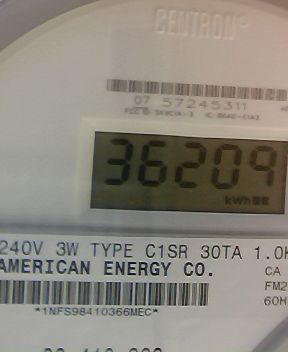 CENTRON®
07 57245311
36209
kWh
240V 3W TYPE C1SR 30TA 1.0K
AMERICAN ENERGY CO.
CA
FM2
60H
*1NFS98410366MEC*